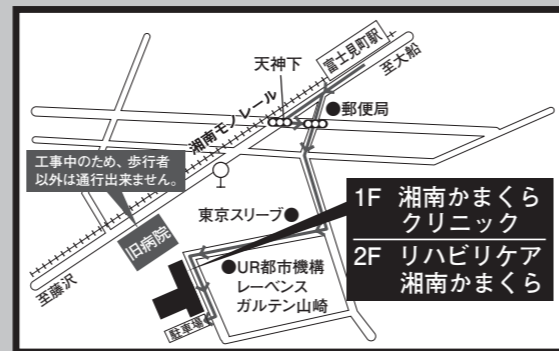 富士見町駅
至大船
天神下
●郵便局
湘南モノレール
工事中のため、歩行者
以外は通行出来ません。
旧病院
東京スリーブ●
1F 湘南かまくら
クリニック
2F リハビリケア
湘南かまくら
●UR都市機構
レーベンス
ガルテン山崎
至藤沢
駐車場